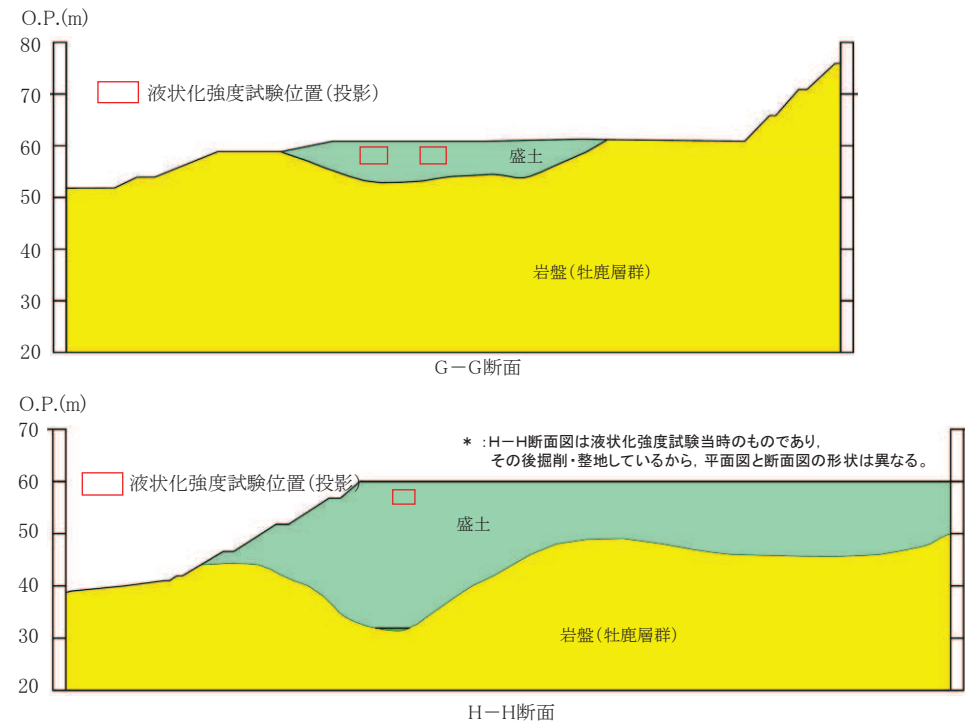 O.P.(m)
80
70
60
50
40
30
20
液状化強度試験位置(投影)
盛土
岩盤(牡鹿層群)
G－G断面
O.P.(m)
70
60
50
40
30
20
* :H－H断面図は液状化強度試験当時のものであり,
その後掘削・整地しているから, 平面図と断面図の形状は異なる。
液状化強度試験位置(投影)
盛土
岩盤(牡鹿層群)
H－H断面